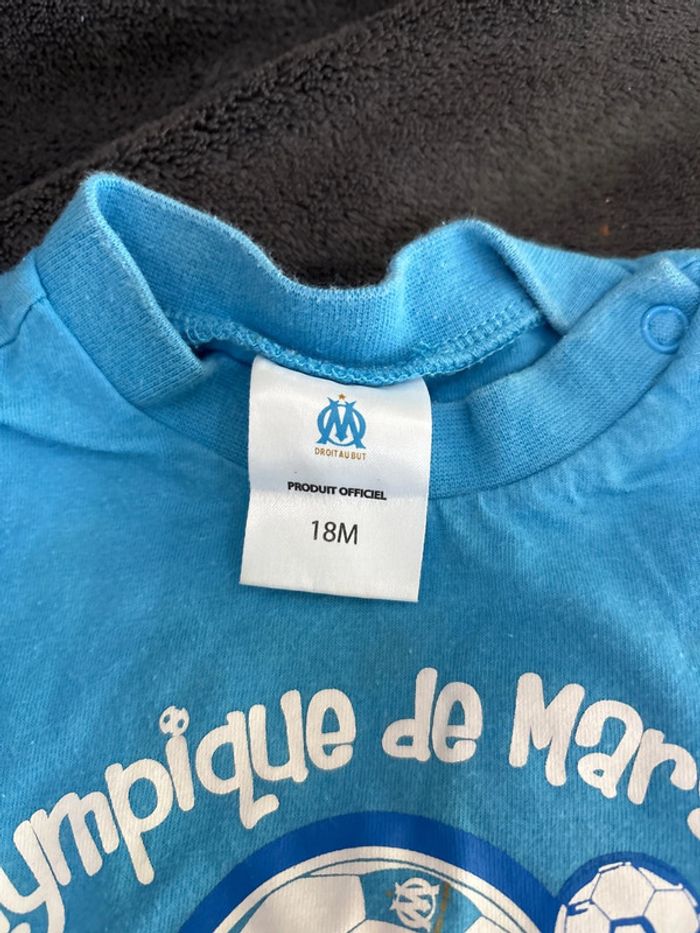 DROIT AU BUT
PRODUIT OFFICIEL
18M
ympique de Mar